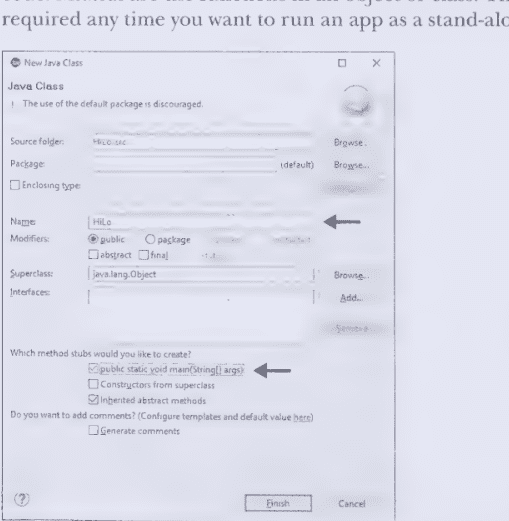 required any time you want to run an app as a stand-alo
New Java Class
Java Class
! The use of the default package is discouraged.
Source folder: HiLo/src Browse...
Package: (default) Browse...
Enclosing type:
Name: HiLo
Modifiers: public package
abstract final
Superclass: java.lang.Object Browse...
Interfaces: Add...
Remove
Which method stubs would you like to create?
public static void main(String[] args)
Constructors from superclass
Inherited abstract methods
Do you want to add comments? (Configure templates and default value here)
Generate comments
? Finish Cancel